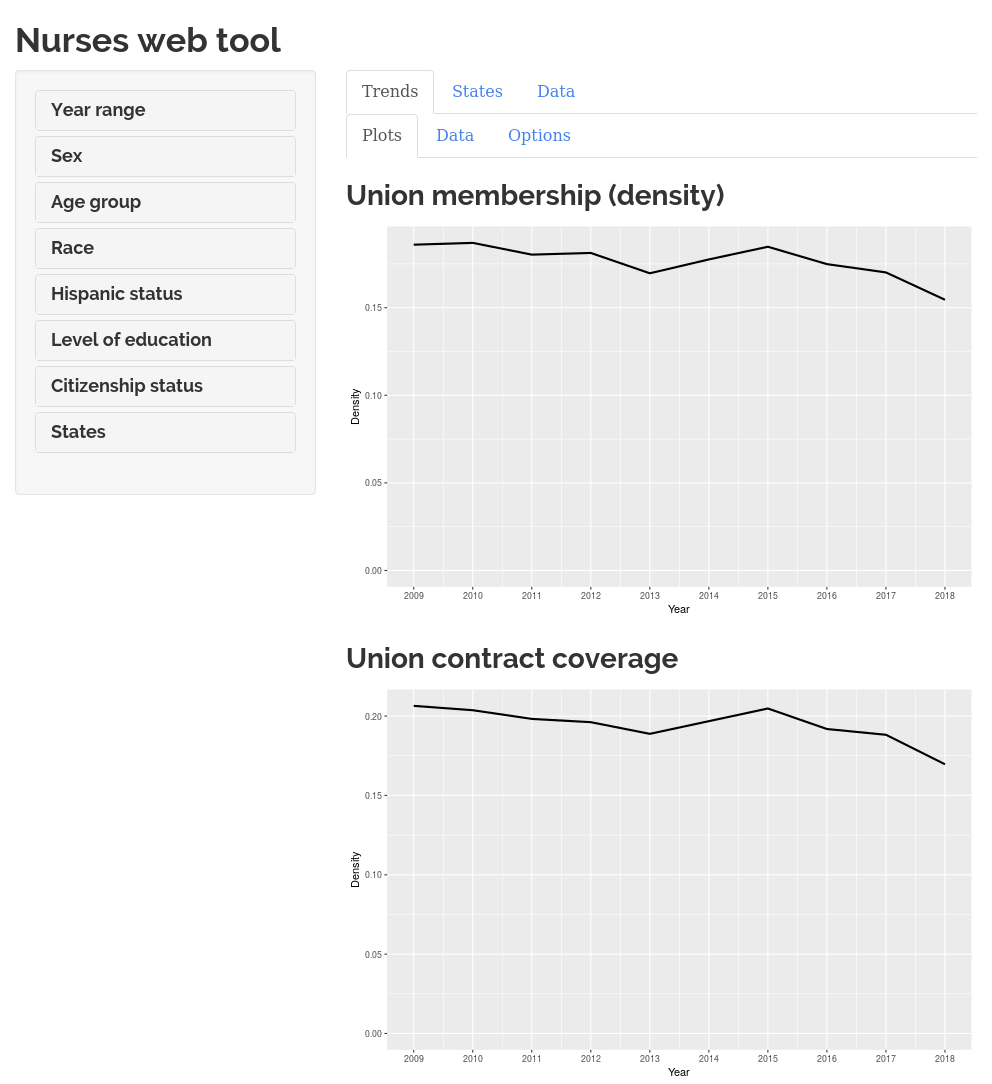 Nurses web tool
Year range
Sex
Age group
Race
Hispanic status
Level of education
Citizenship status
States
Trends States Data
Plots Data Options
Union membership (density)
0.15
0.10
0.05
0.00
Density
2009 2010 2011 2012 2013 2014 2015 2016 2017 2018
Year
Union contract coverage
0.20
0.15
0.10
0.05
0.00
Density
2009 2010 2011 2012 2013 2014 2015 2016 2017 2018
Year